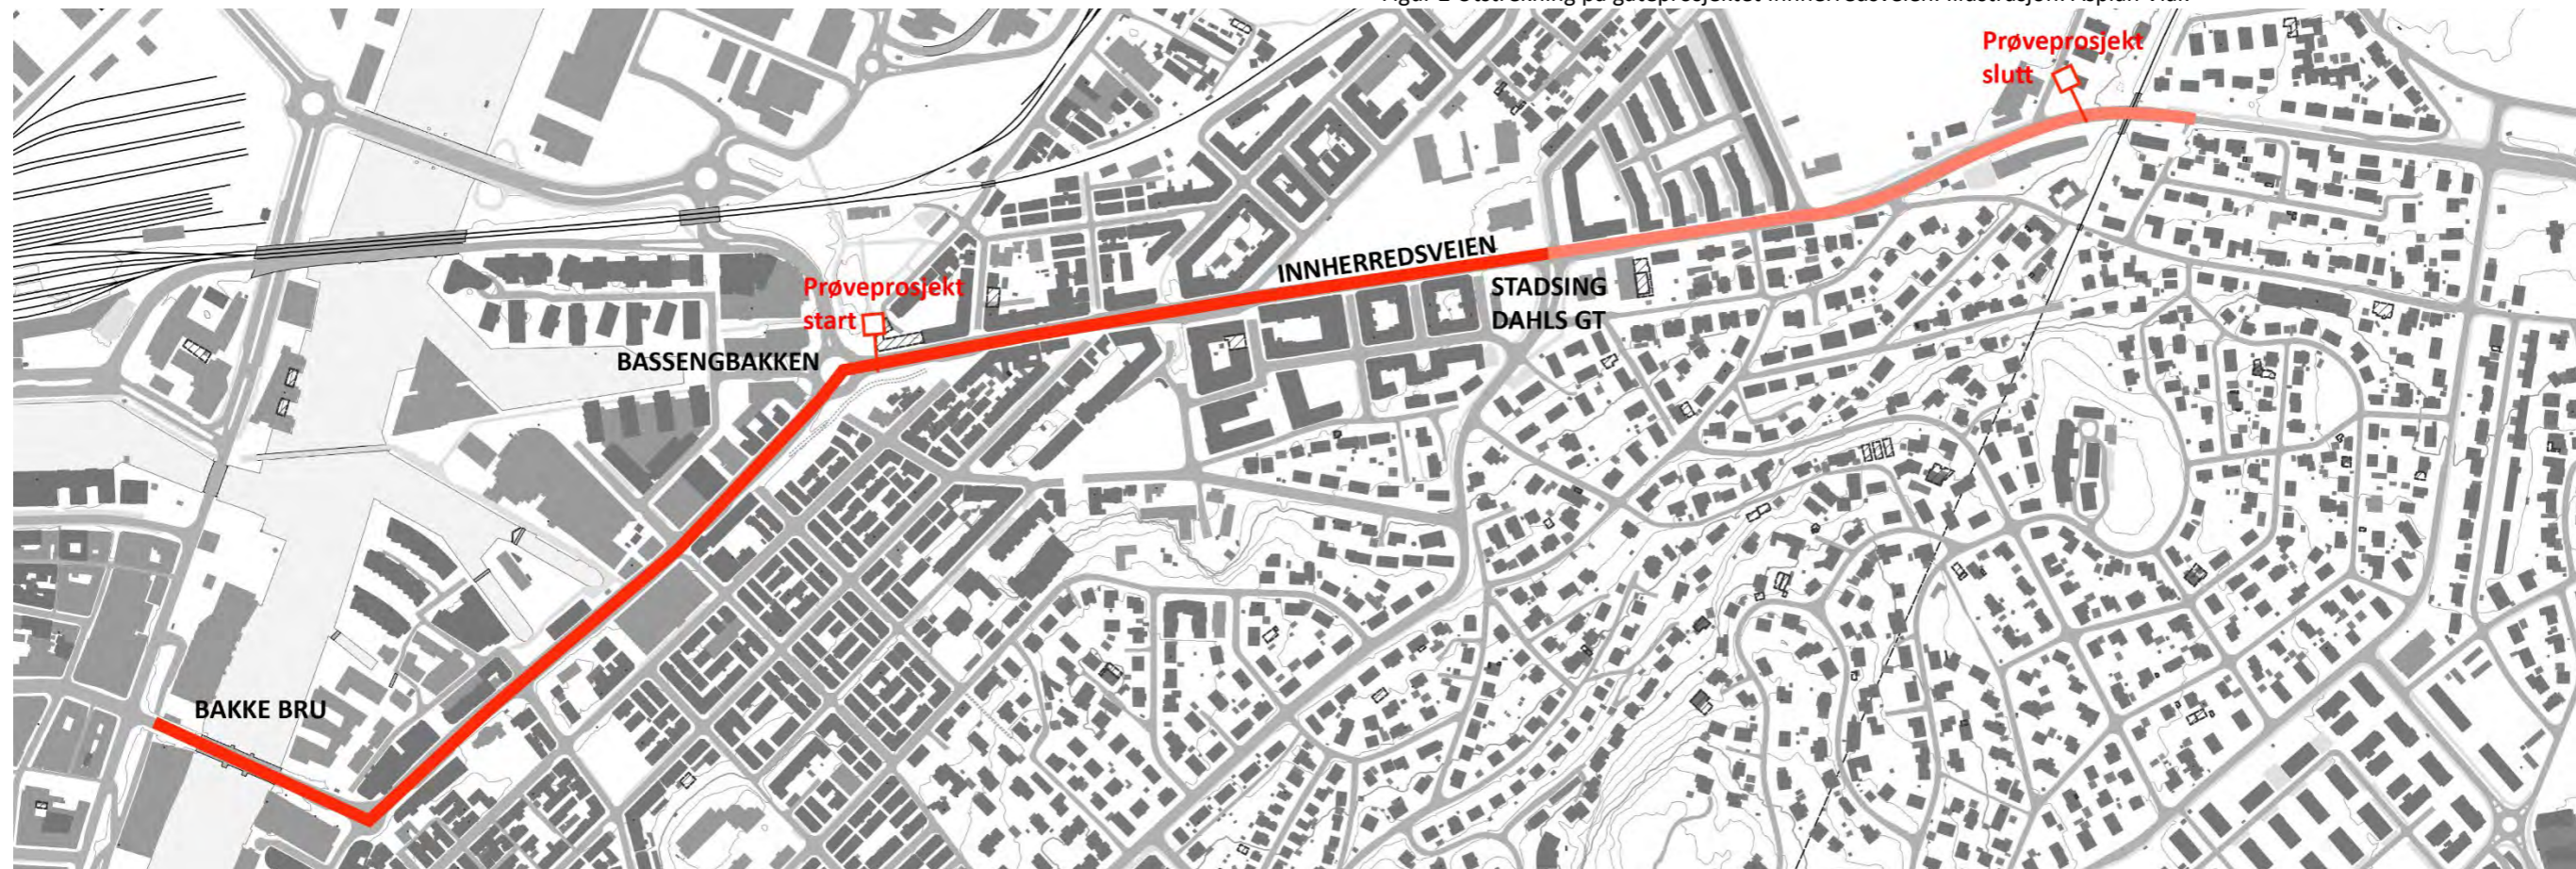 Prøveprosjekt
slutt
INNHERREDSVEIEN
Prøveprosjekt
start
STADSING
DAHLS GT
BASSENGBAKKEN
BAKKE BRU